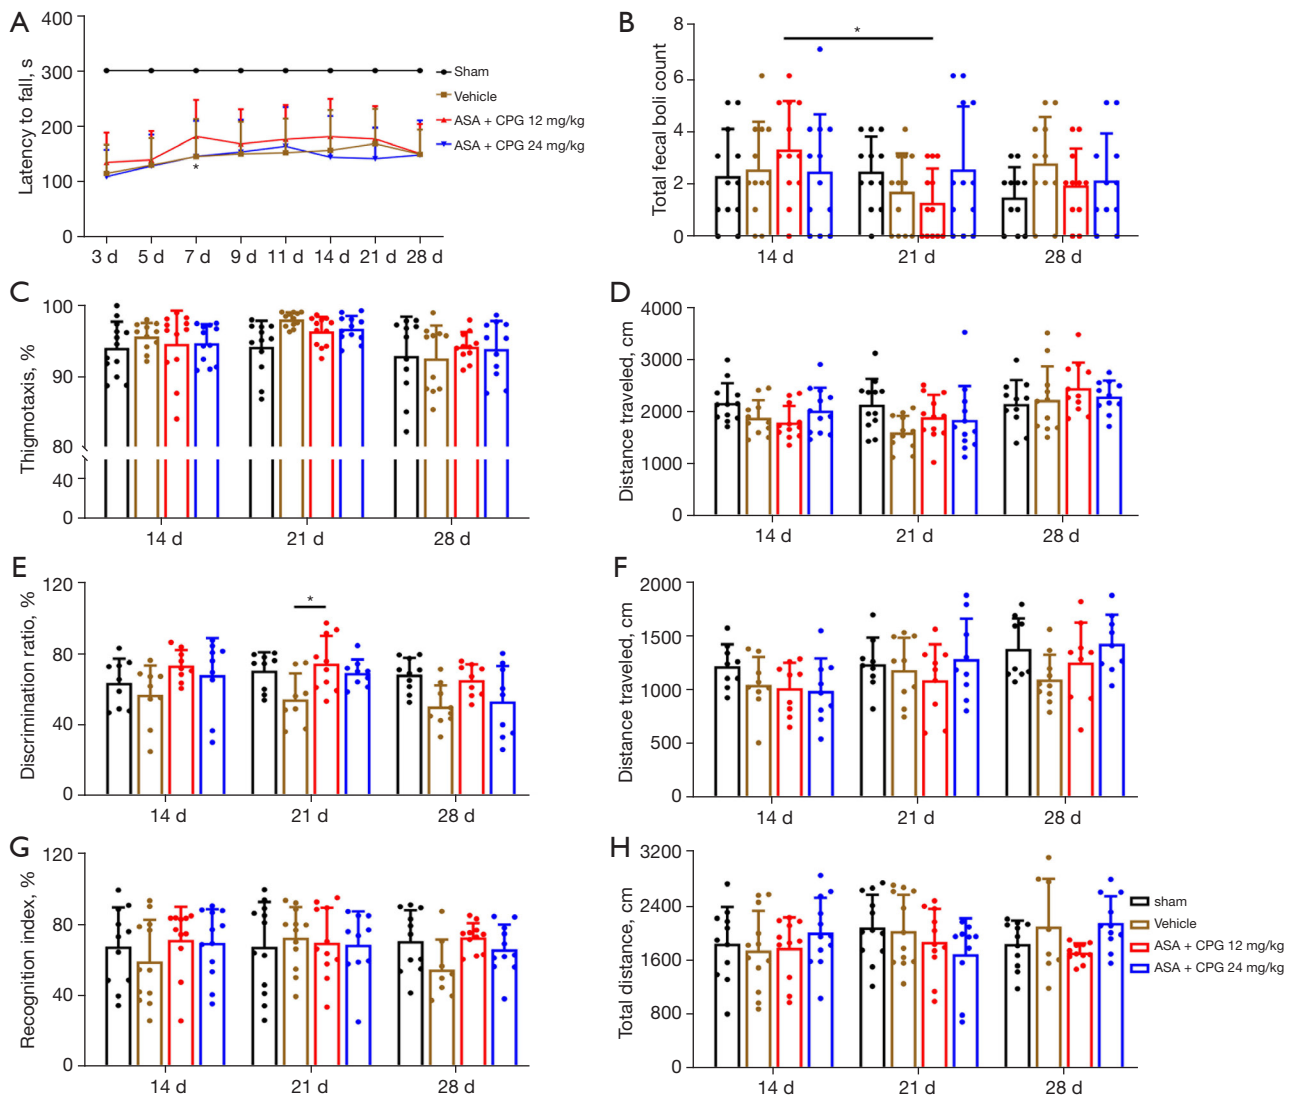 A
Latency to fall, s
400
300
200
100
0
3 d 5 d 7 d 9 d 11 d 14 d 21 d 28 d
*
Sham
Vehicle
ASA + CPG 12 mg/kg
ASA + CPG 24 mg/kg
B
Total fecal boli count
8
6
4
2
0
*
14 d 21 d 28 d
C
Thigmotaxis, %
100
90
80
40
0
14 d 21 d 28 d
D
Distance traveled, cm
4000
3000
2000
1000
0
14 d 21 d 28 d
E
Discrimination ratio, %
120
80
40
0
*
14 d 21 d 28 d
F
Distance traveled, cm
2000
1500
1000
500
0
14 d 21 d 28 d
G
Recognition index, %
120
80
40
0
14 d 21 d 28 d
H
Total distance, cm
3200
2400
1600
800
0
14 d 21 d 28 d
sham
Vehicle
ASA + CPG 12 mg/kg
ASA + CPG 24 mg/kg